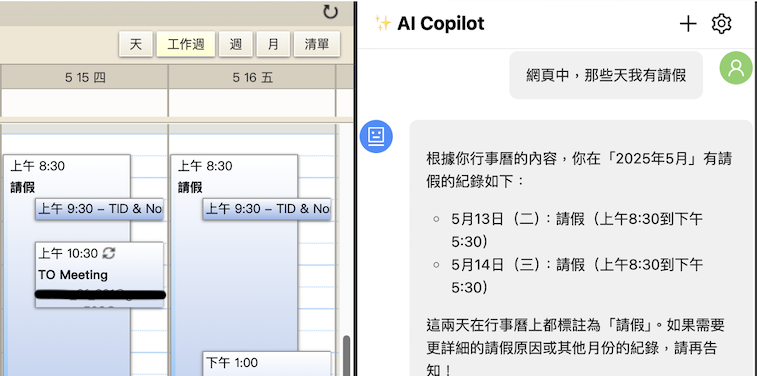 天 工作週 週 月 清單
5 15 四
5 16 五
上午 8:30
請假
上午 9:30 – TID & No
上午 10:30
TO Meeting
上午 8:30
請假
上午 9:30 – TID & No
下午 1:00
✨ AI Copilot
網頁中，那些天我有請假
根據你行事曆的內容，你在「2025年5月」有請
假的紀錄如下：
5月13日（二）：請假（上午8:30到下午
5:30）
5月14日（三）：請假（上午8:30到下午
5:30）
這兩天在行事曆上都標註為「請假」。如果需要
更詳細的請假原因或其他月份的紀錄，請再告
知！